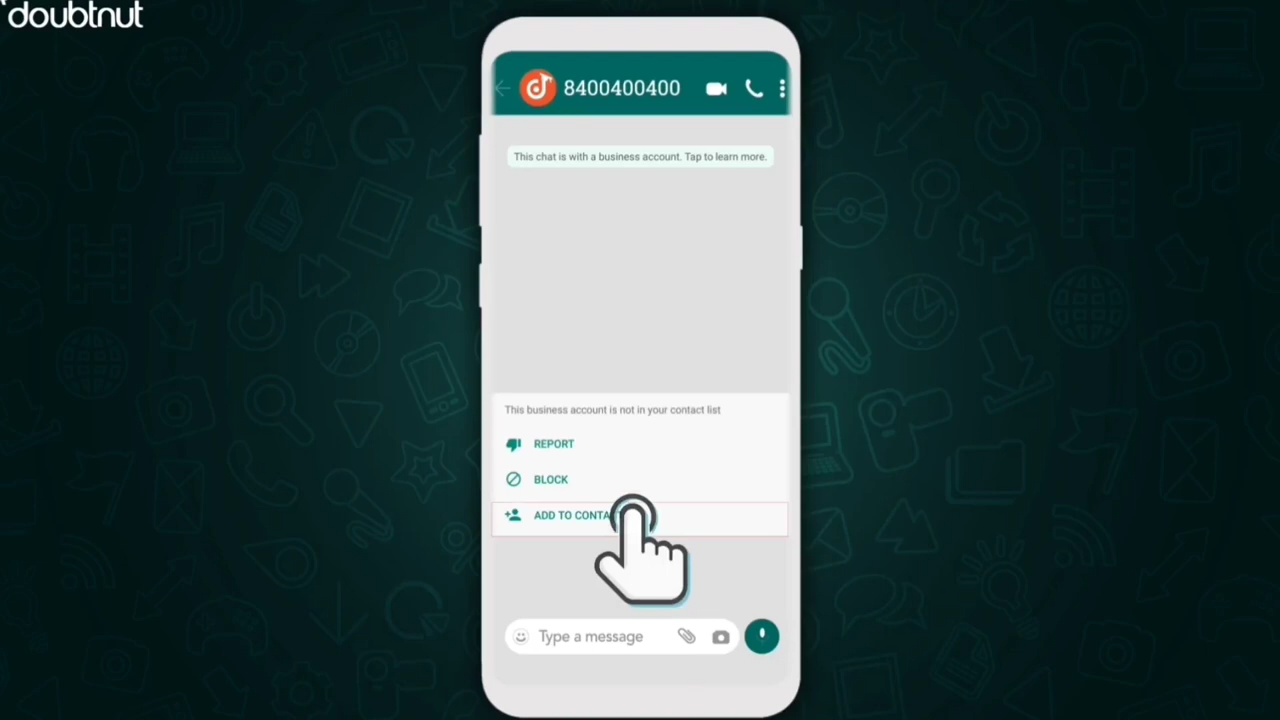 doubtnut
8400400400
This chat is with a business account. Tap to learn more.
This business account is not in your contact list
REPORT
BLOCK
ADD TO CONTA
Type a message